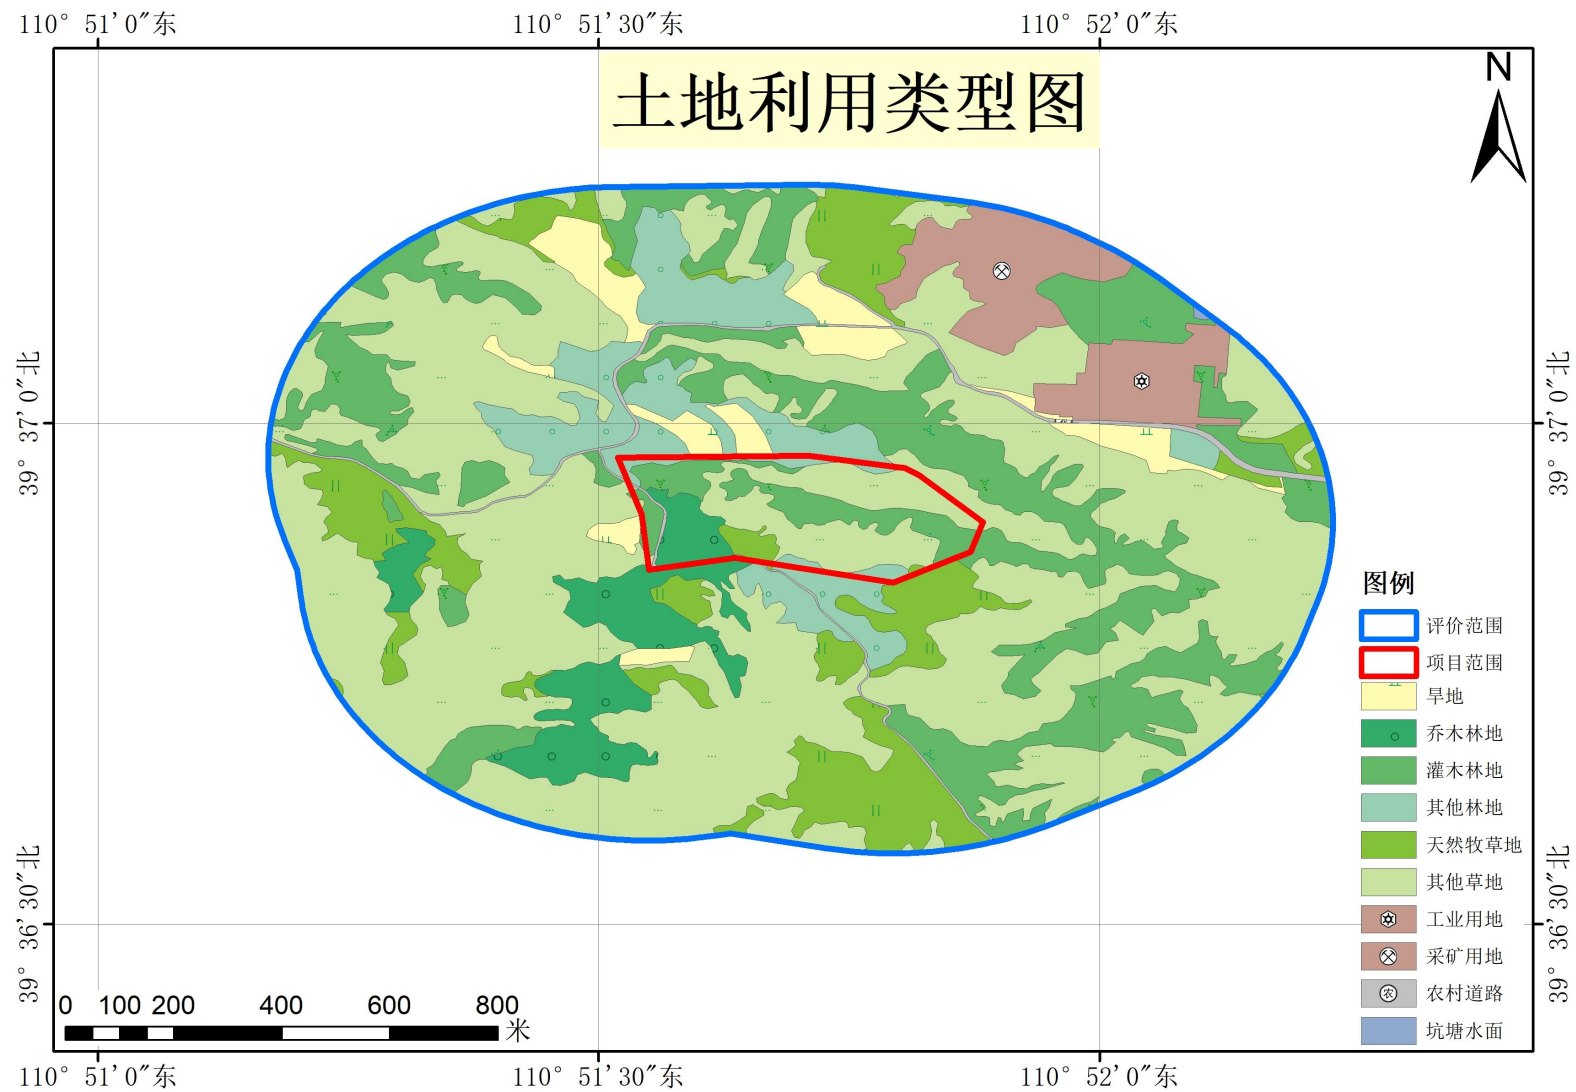 110° 51'0"东
110° 51'30"东
110° 52'0"东
土地利用类型图
N
39° 37'0"北
39° 37'0"北
图例
评价范围
项目范围
旱地
乔木林地
灌木林地
其他林地
天然牧草地
其他草地
工业用地
采矿用地
农 农村道路
坑塘水面
39° 36'30"北
39° 36'30"北
0 100 200 400 600 800
米
110° 51'0"东
110° 51'30"东
110° 52'0"东